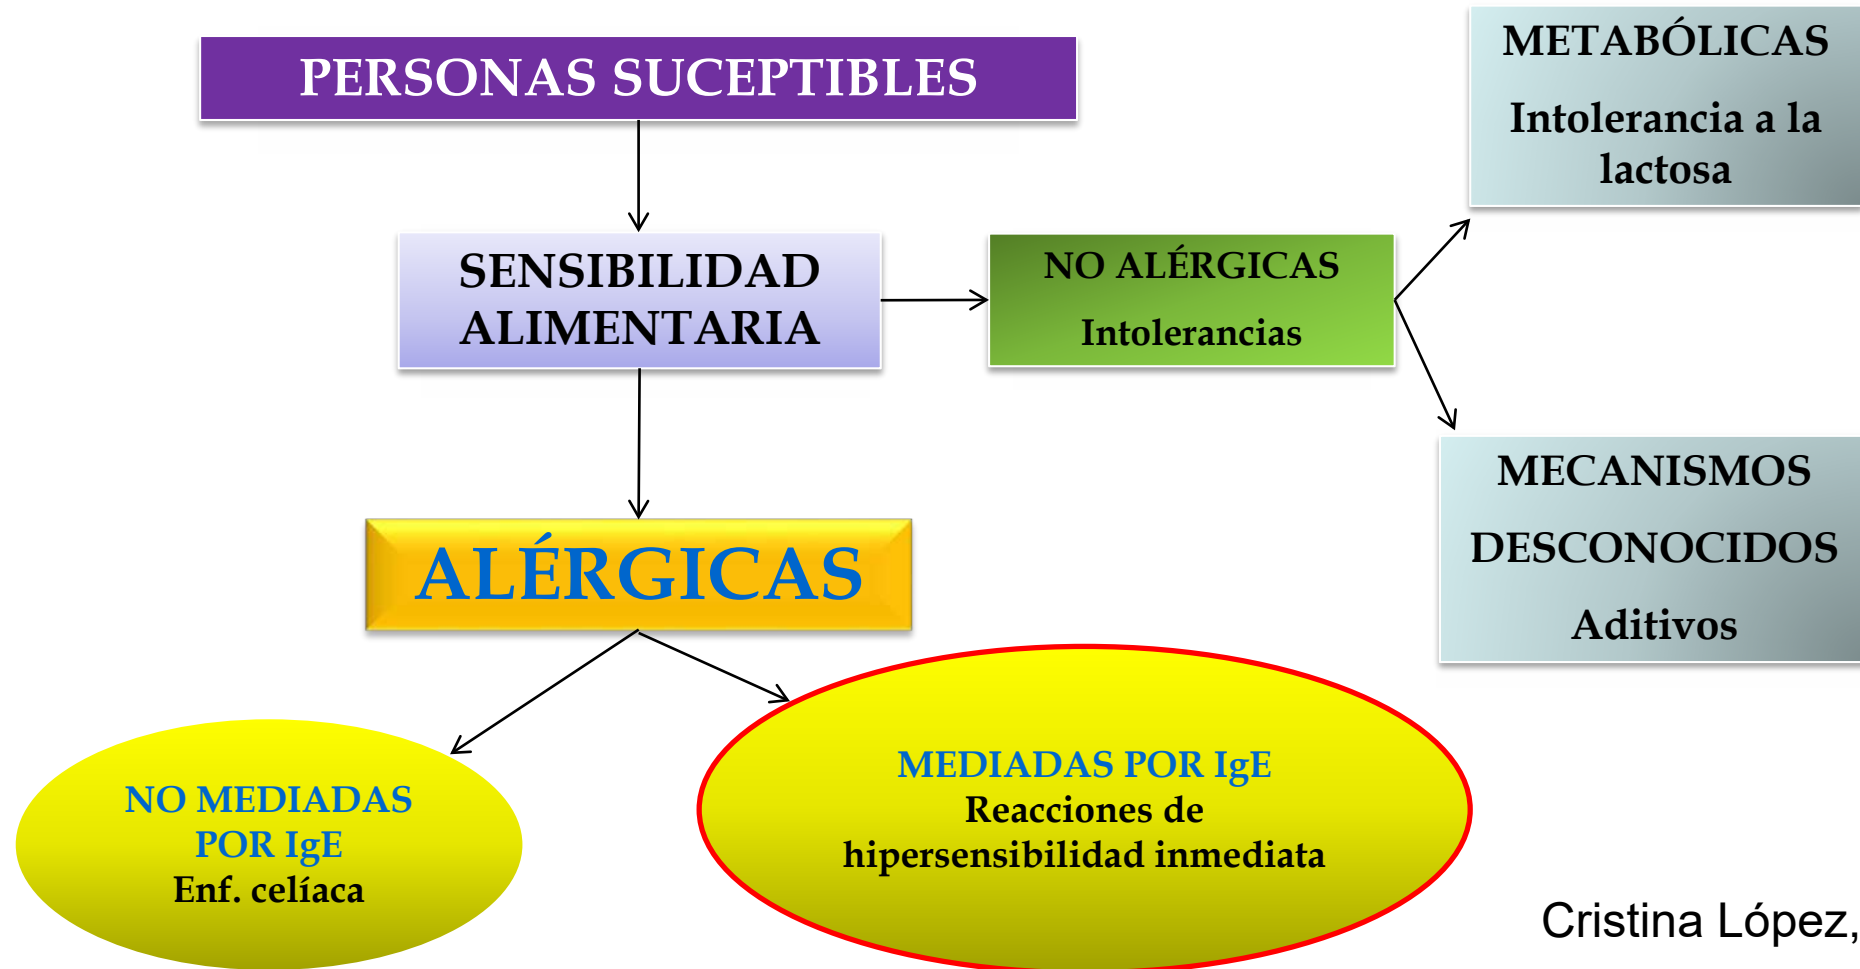 PERSONAS SUCEPTIBLES
METABÓLICAS
Intolerancia a la
lactosa
SENSIBILIDAD
ALIMENTARIA
NO ALÉRGICAS
Intolerancias
MECANISMOS
DESCONOCIDOS
Aditivos
ALÉRGICAS
NO MEDIADAS
POR IgE
Enf. celíaca
MEDIADAS POR IgE
Reacciones de
hipersensibilidad inmediata
Cristina López,